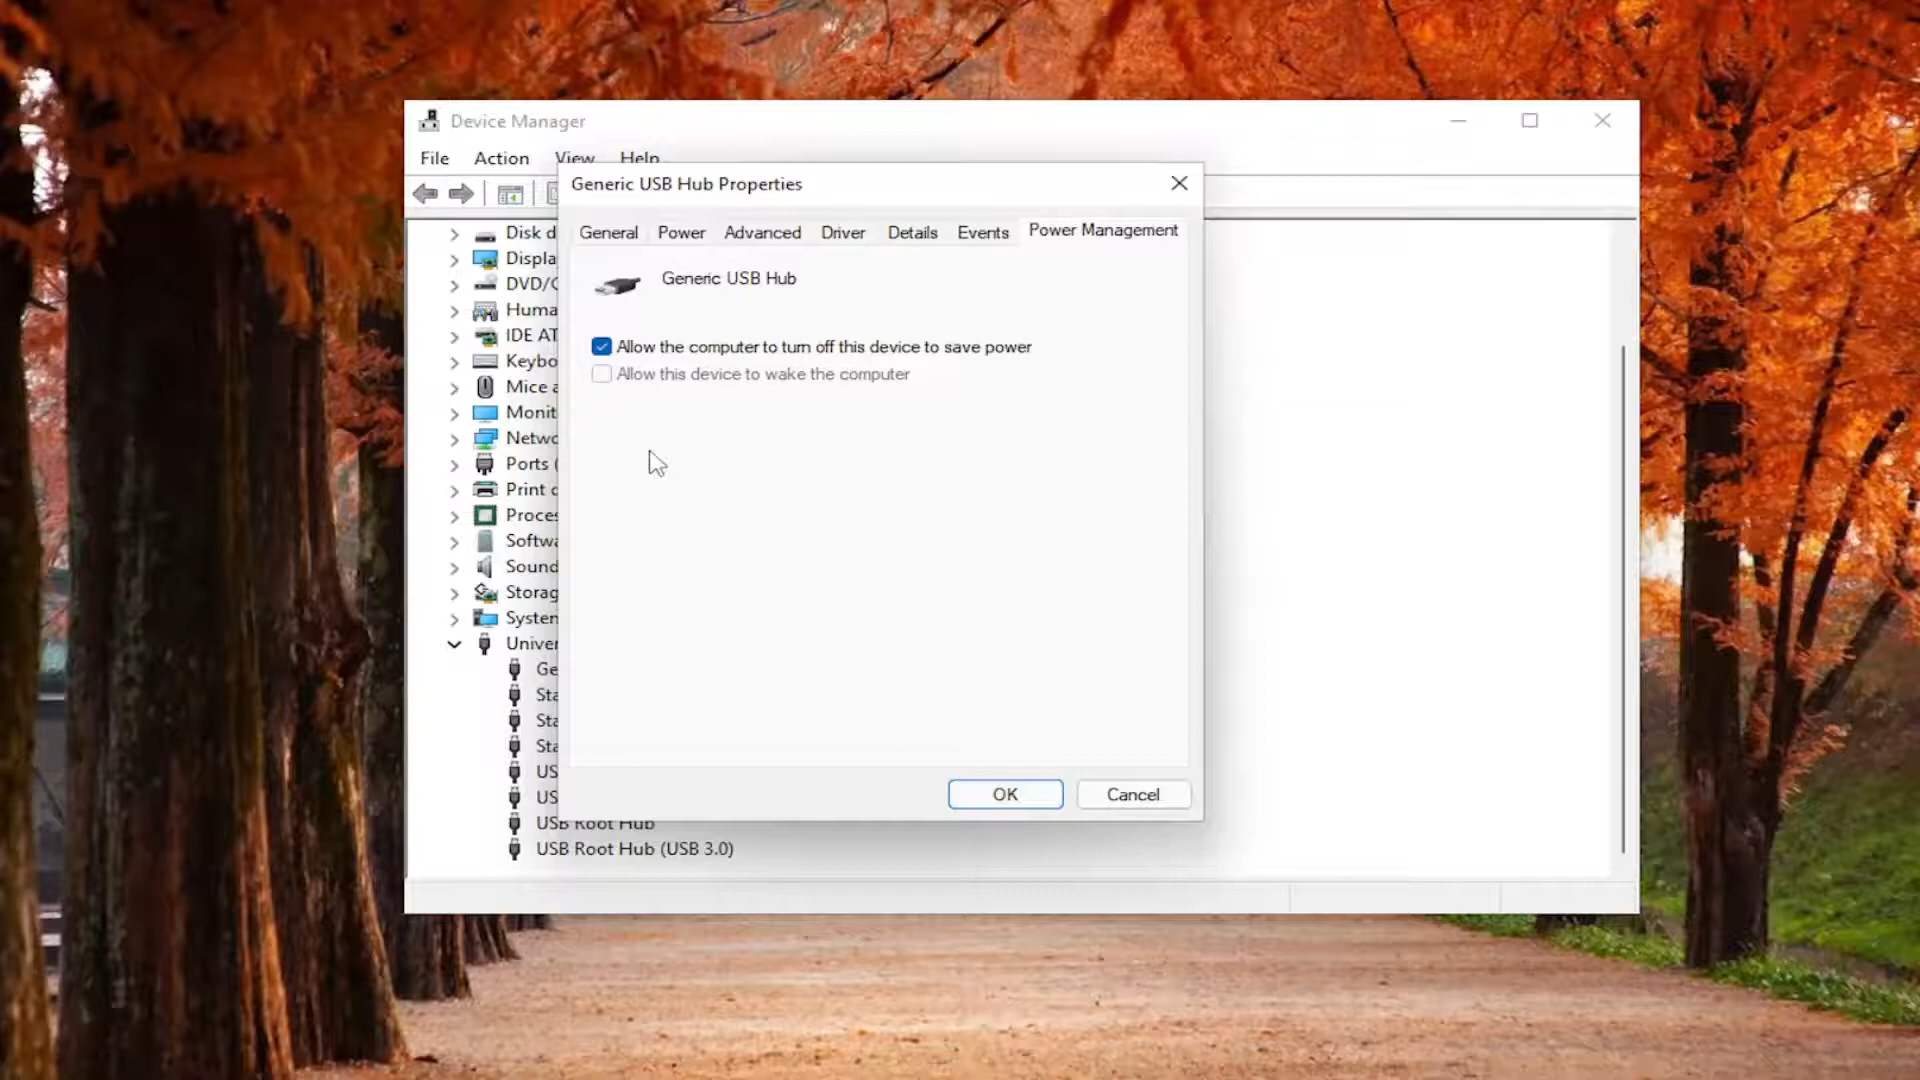 Device Manager
File Action View Help
Generic USB Hub Properties
General Power Advanced Driver Details Events Power Management
Generic USB Hub
Allow the computer to turn off this device to save power
Allow this device to wake the computer
Disk d
Displa
DVD/
Huma
IDE AT
Keybo
Mice a
Monit
Netwo
Ports (
Print
Proces
Softwa
Sound
Storag
System
Univer
Ge
Sta
Sta
Sta
US
US
USB Root Hub
USB Root Hub (USB 3.0)
OK Cancel